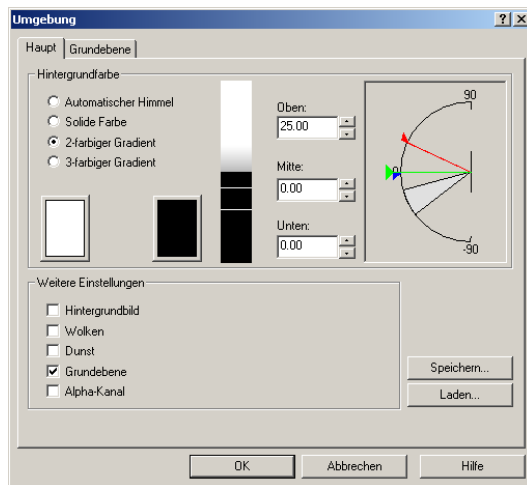 Umgebung
Haupt
Grundebene
Hintergrundfarbe
Automatischer Himmel
Solide Farbe
2-farbiger Gradient
3-farbiger Gradient
Oben:
25.00
Mitte:
0.00
Unten:
0.00
90
0
-90
Weitere Einstellungen
Hintergrundbild
Wolken
Dunst
Grundebene
Alpha-Kanal
Speichern...
Laden...
OK
Abbrechen
Hilfe